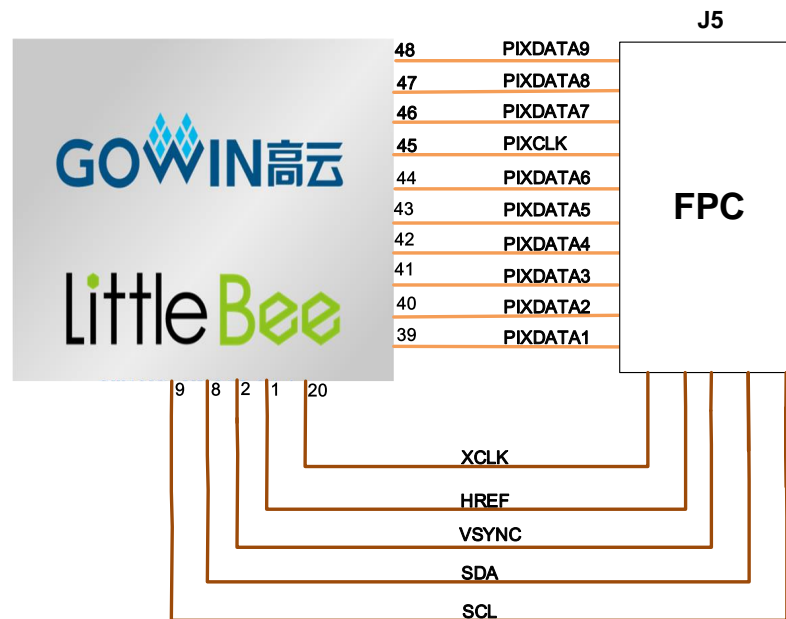 J5
48 PIXDATA9
47 PIXDATA8
46 PIXDATA7
45 PIXCLK
44 PIXDATA6
43 PIXDATA5
42 PIXDATA4
41 PIXDATA3
40 PIXDATA2
39 PIXDATA1
GOWIN高云
LittleBee
FPC
9 8 2 1 20
XCLK
HREF
VSYNC
SDA
SCL